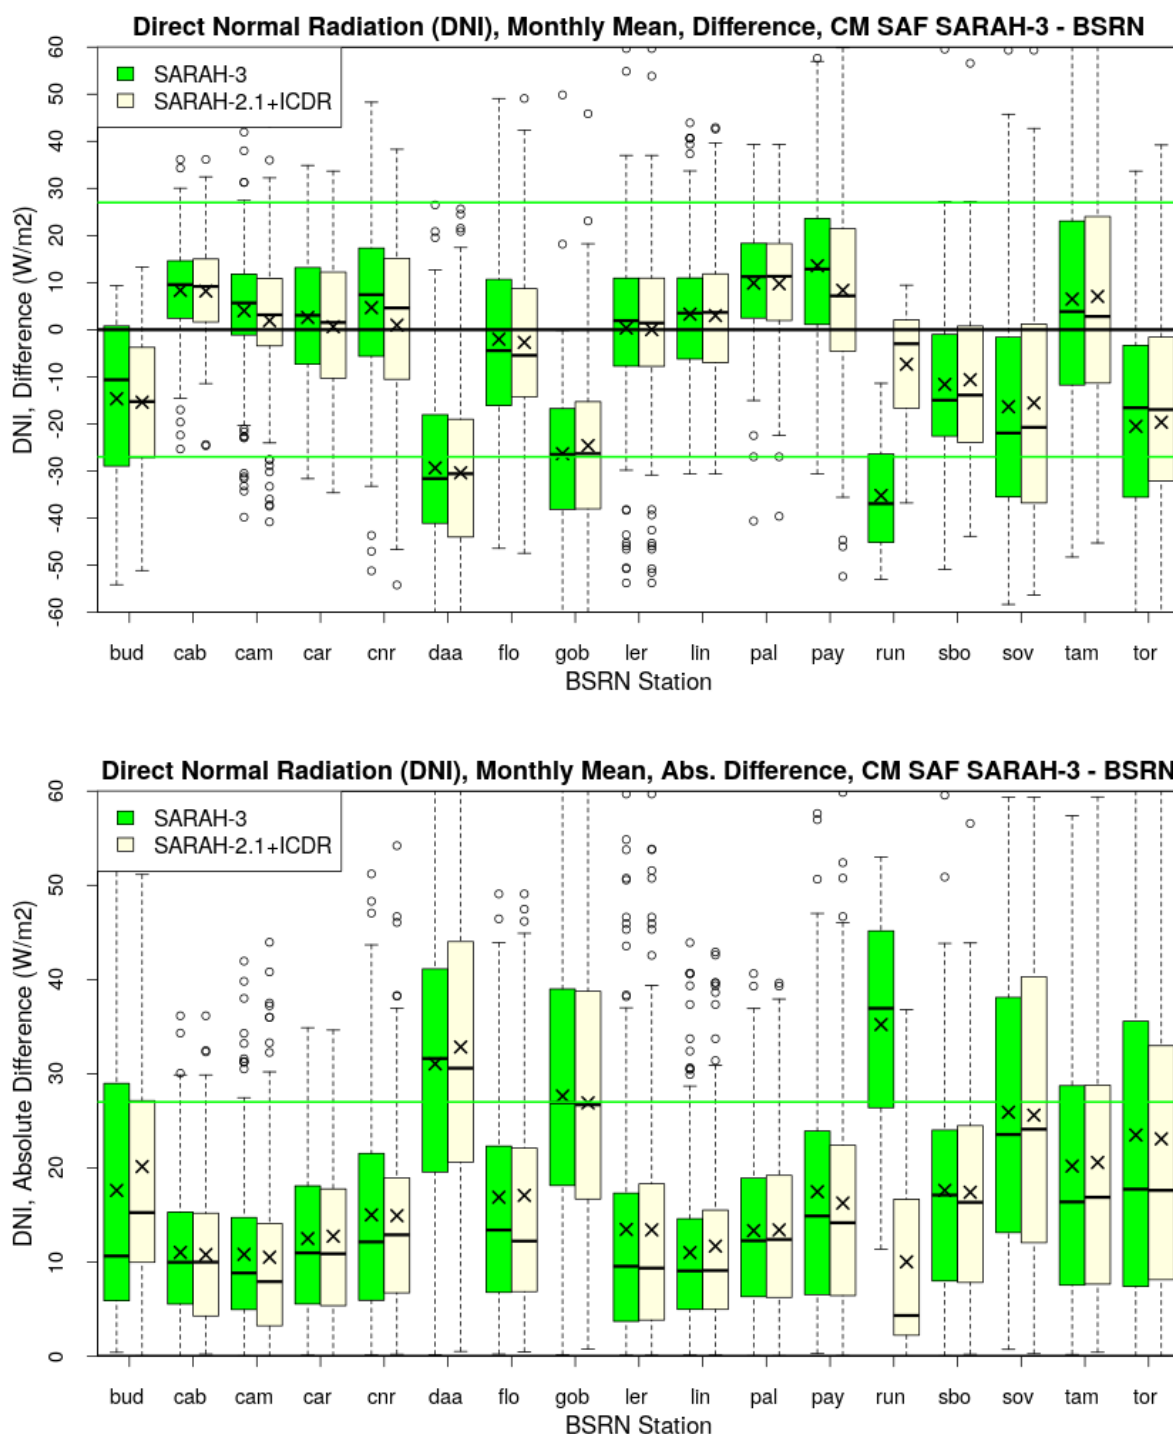 Direct Normal Radiation (DNI), Monthly Mean, Difference, CM SAF SARAH-3 - BSRN
SARAH-3
SARAH-2.1+ICDR
DNI, Difference (W/m2)
60
50
40
30
20
10
0
-10
-20
-30
-40
-50
-60
bud cab cam car cnr daa flo gob ler lin pal pay run sbo sov tam tor
BSRN Station
Direct Normal Radiation (DNI), Monthly Mean, Abs. Difference, CM SAF SARAH-3 - BSRN
SARAH-3
SARAH-2.1+ICDR
DNI, Absolute Difference (W/m2)
60
50
40
30
20
10
0
bud cab cam car cnr daa flo gob ler lin pal pay run sbo sov tam tor
BSRN Station